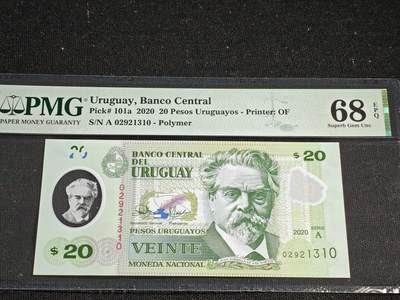 PMG
PAPER MONEY GUARANTY
Uruguay, Banco Central
Pick# 101a 2020 20 Pesos Uruguayos - Printer: OF
S/N A 02921310 - Polymer
68 EPQ
Superb Gem Unc
20
BANCO CENTRAL
DEL
URUGUAY
$ 20
02921310
PESOS URUGUAYOS
VEINTE
MONEDA NACIONAL
$ 20
2020 SERIE
A
02921310